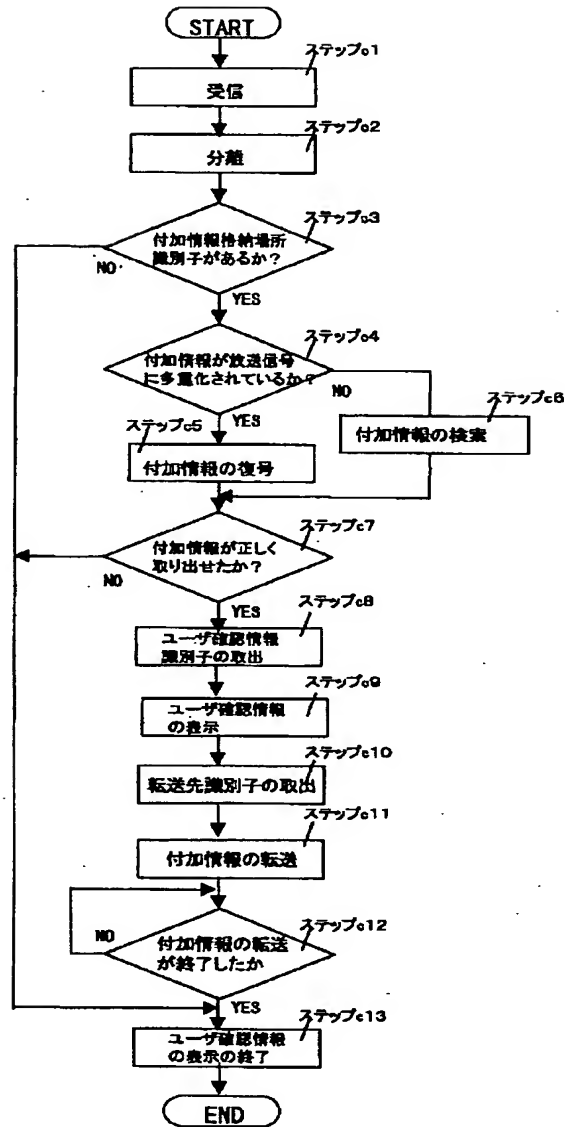 START
ステップc1
受信
ステップc2
分離
ステップc3
付加情報格納場所
識別子があるか？
NO
YES
ステップc4
付加情報が放送信号
に多重化されているか？
NO
YES
ステップc5
付加情報の復号
ステップc6
付加情報の検索
ステップc7
付加情報が正しく
取り出せたか？
NO
YES
ステップc8
ユーザ確認情報
識別子の取出
ステップc9
ユーザ確認情報
の表示
ステップc10
転送先識別子の取出
ステップc11
付加情報の転送
ステップc12
付加情報の転送
が終了したか
NO
YES
ステップc13
ユーザ確認情報
の表示の終了
END